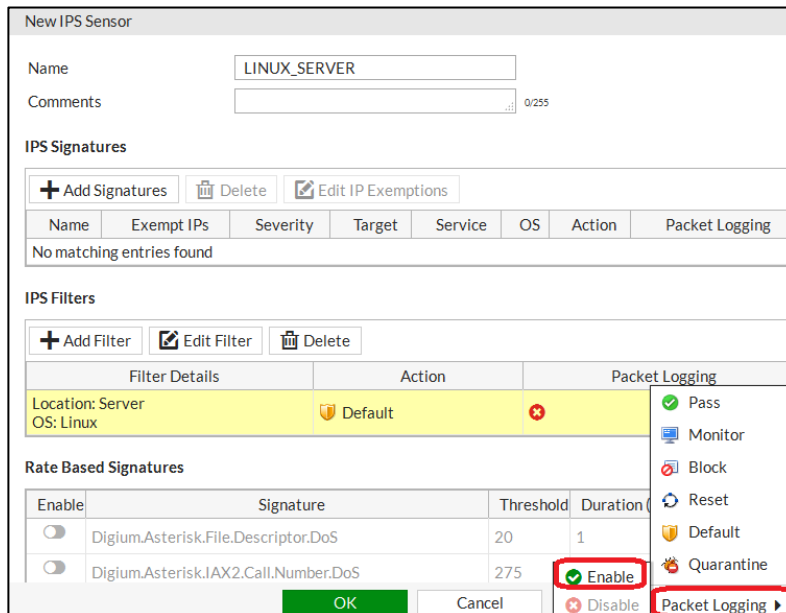 New IPS Sensor
Name LINUX_SERVER
Comments 0/255
IPS Signatures
Add Signatures Delete Edit IP Exemptions
Name Exempt IPs Severity Target Service OS Action Packet Logging
No matching entries found
IPS Filters
Add Filter Edit Filter Delete
Filter Details Action Packet Logging
Location: Server
OS: Linux
Default
Pass
Monitor
Block
Reset
Default
Quarantine
Packet Logging
Enable
Disable
Rate Based Signatures
Enable Signature Threshold Duration (
Digium.Asterisk.File.Descriptor.DoS 20 1
Digium.Asterisk.IAX2.Call.Number.DoS 275
OK Cancel